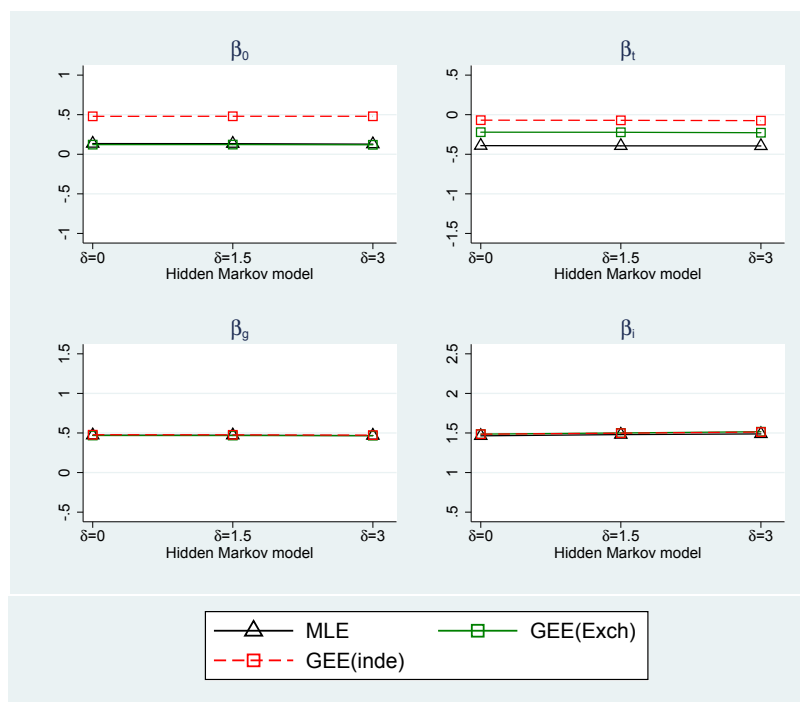 β₀
1
.5
0
-.5
-1
δ=0 δ=1.5 δ=3
Hidden Markov model
βₜ
.5
0
-.5
-1
-1.5
δ=0 δ=1.5 δ=3
Hidden Markov model
β_g
1.5
1
.5
0
-.5
δ=0 δ=1.5 δ=3
Hidden Markov model
βᵢ
2.5
2
1.5
1
.5
δ=0 δ=1.5 δ=3
Hidden Markov model
MLE GEE(Exch)
GEE(inde)